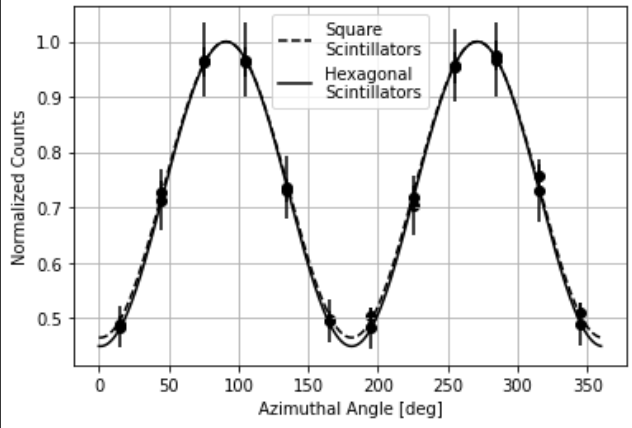 Square
Scintillators
Hexagonal
Scintillators
1.0
0.9
0.8
0.7
0.6
0.5
Normalized Counts
0 50 100 150 200 250 300 350
Azimuthal Angle [deg]